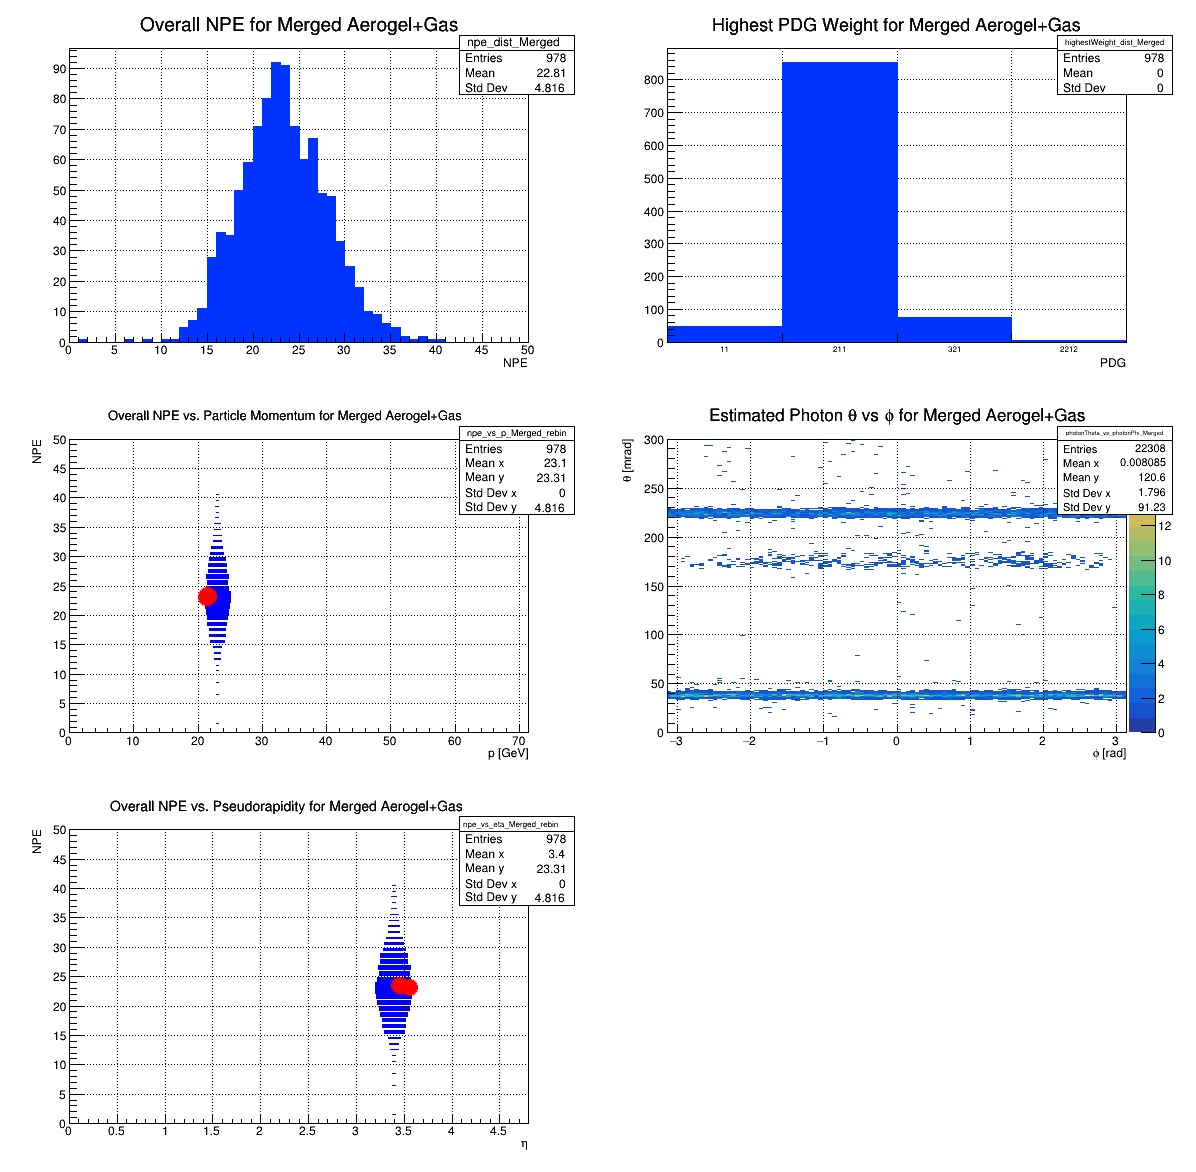 Overall NPE for Merged Aerogel+Gas
npe_dist_Merged
Entries 978
Mean 22.81
Std Dev 4.816
90
80
70
60
50
40
30
20
10
0
0 5 10 15 20 25 30 35 40 45 50
NPE
Highest PDG Weight for Merged Aerogel+Gas
highestWeight_dist_Merged
Entries 978
Mean 0
Std Dev 0
800
700
600
500
400
300
200
100
0
11 211 321 2212
PDG
Overall NPE vs. Particle Momentum for Merged Aerogel+Gas
npe_vs_p_Merged_rebin
Entries 978
Mean x 23.1
Mean y 23.31
Std Dev x 0
Std Dev y 4.816
NPE
50
45
40
35
30
25
20
15
10
5
0
0 10 20 30 40 50 60 70
p [GeV]
Estimated Photon θ vs ϕ for Merged Aerogel+Gas
photonTheta_vs_photonPhi_Merged
Entries 22308
Mean x 0.008085
Mean y 120.6
Std Dev x 1.796
Std Dev y 91.23
θ [mrad]
300
250
200
150
100
50
0
−3 −2 −1 0 1 2 3
ϕ [rad]
12
10
8
6
4
2
0
Overall NPE vs. Pseudorapidity for Merged Aerogel+Gas
npe_vs_eta_Merged_rebin
Entries 978
Mean x 3.4
Mean y 23.31
Std Dev x 0
Std Dev y 4.816
NPE
50
45
40
35
30
25
20
15
10
5
0
0 0.5 1 1.5 2 2.5 3 3.5 4 4.5
η